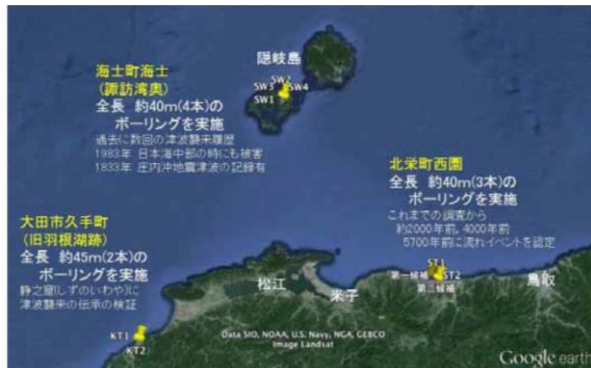 隠岐島
海士町海士
(諏訪湾奥)
全長 約40m(4本)の
ボーリングを実施
過去に数回の津波襲来履歴
1983年 日本海中部の時にも被害
1833年 庄内沖地震津波の記録有
SW2
SW3
SW4
SW1
北栄町西園
全長 約40m(3本)の
ボーリングを実施
これまでの調査から
約2000年前、4000年前
5700年前に流れイベントを認定
大田市久手町
(旧羽根湖跡)
全長 約45m(2本)の
ボーリングを実施
静之窟(しずのいわや)に
津波襲来の伝承の検証
ST1
第一候補
ST2
第二候補
松江
米子
鳥取
KT1
KT2
Data SIO, NOAA, U.S. Navy, NGA, GEBCO
Image Landsat
Google earth